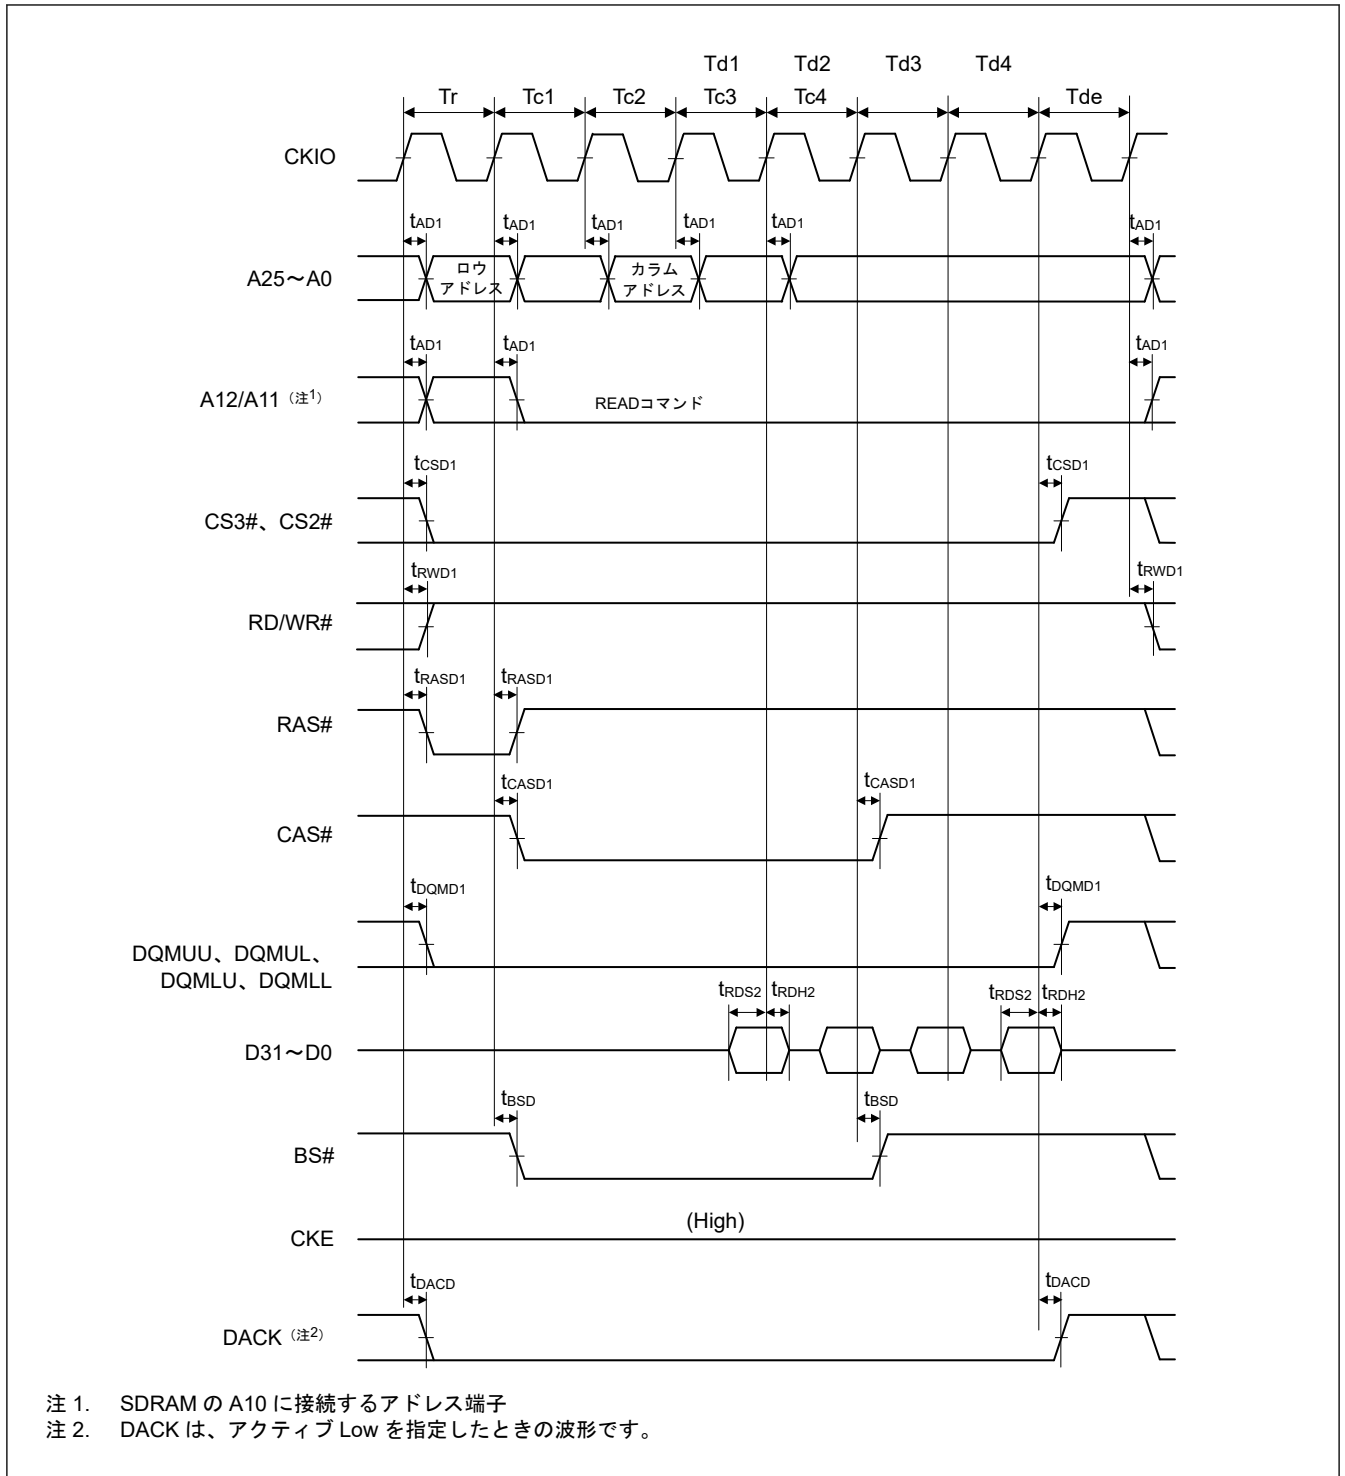 Td1 Td2 Td3 Td4
Tr Tc1 Tc2 Tc3 Tc4 Tde
CKIO
tAD1 tAD1 tAD1 tAD1 tAD1 tAD1
A25～A0
ロウ
アドレス
カラム
アドレス
tAD1 tAD1 tAD1
A12/A11（注1）
READコマンド
tCSD1 tCSD1
CS3#、CS2#
tRWD1 tRWD1
RD/WR#
tRASD1 tRASD1
RAS#
tCASD1 tCASD1
CAS#
tDQMD1 tDQMD1
DQMUU、DQMUL、
DQMLU、DQMLL
tRDS2 tRDH2 tRDS2 tRDH2
D31～D0
tBSD tBSD
BS#
(High)
CKE
tDACD tDACD
DACK（注2）
注 1. SDRAM の A10 に接続するアドレス端子
注 2. DACK は、アクティブ Low を指定したときの波形です。